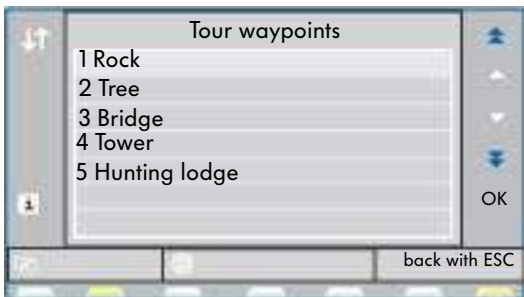 Tour waypoints
1 Rock
2 Tree
3 Bridge
4 Tower
5 Hunting lodge
i
OK
back with ESC